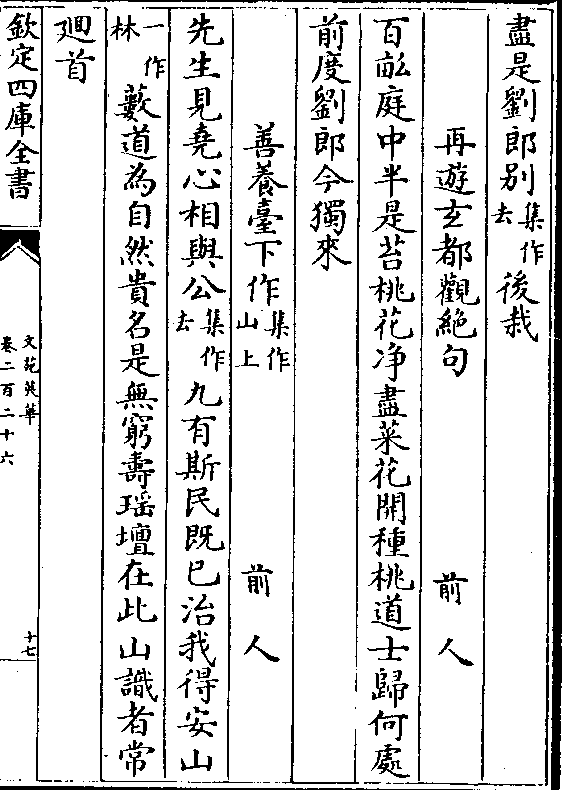 盡是劉郎别集作去後栽
再遊玄都觀絶句 前人
百畝庭中半是苔桃花净盡菜花開種桃道士歸何處
前度劉郎今獨來
善養臺下作集作山上 前人
先生見堯心相與公集作去九有斯民既已治我得安山
一作林藪道為自然貴名是無窮壽瑶壇在此山識者常
廻首
欽定四庫全書
文苑英華
卷二百二十六
十七